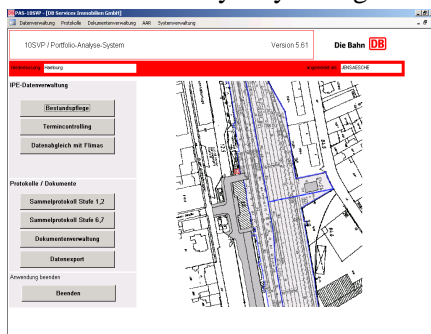 PAS-10SVP - [DB Services Immobilien GmbH]
Datenverwaltung Protokolle Dokumentenverwaltung AAR Systemverwaltung
10SVP / Portfolio-Analyse-System
Version 5.61
Die Bahn DB
Hamburg
JENSAESCHE
IPE-Datenverwaltung
Bestandspflege
Termincontrolling
Datenabgleich mit Flimas
Protokolle / Dokumente
Sammelprotokoll Stufe 1,2
Sammelprotokoll Stufe 6,7
Dokumentenverwaltung
Datenexport
Anwendung beenden
Beenden